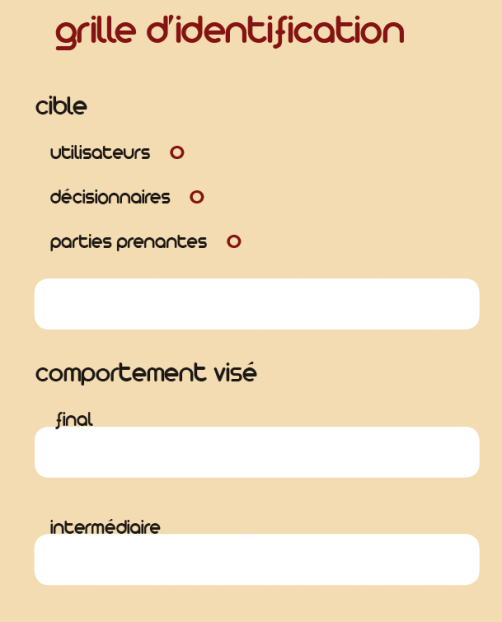 grille d'identification
cible
utilisateurs
décisionnaires
parties prenantes
comportement visé
final
intermédiaire